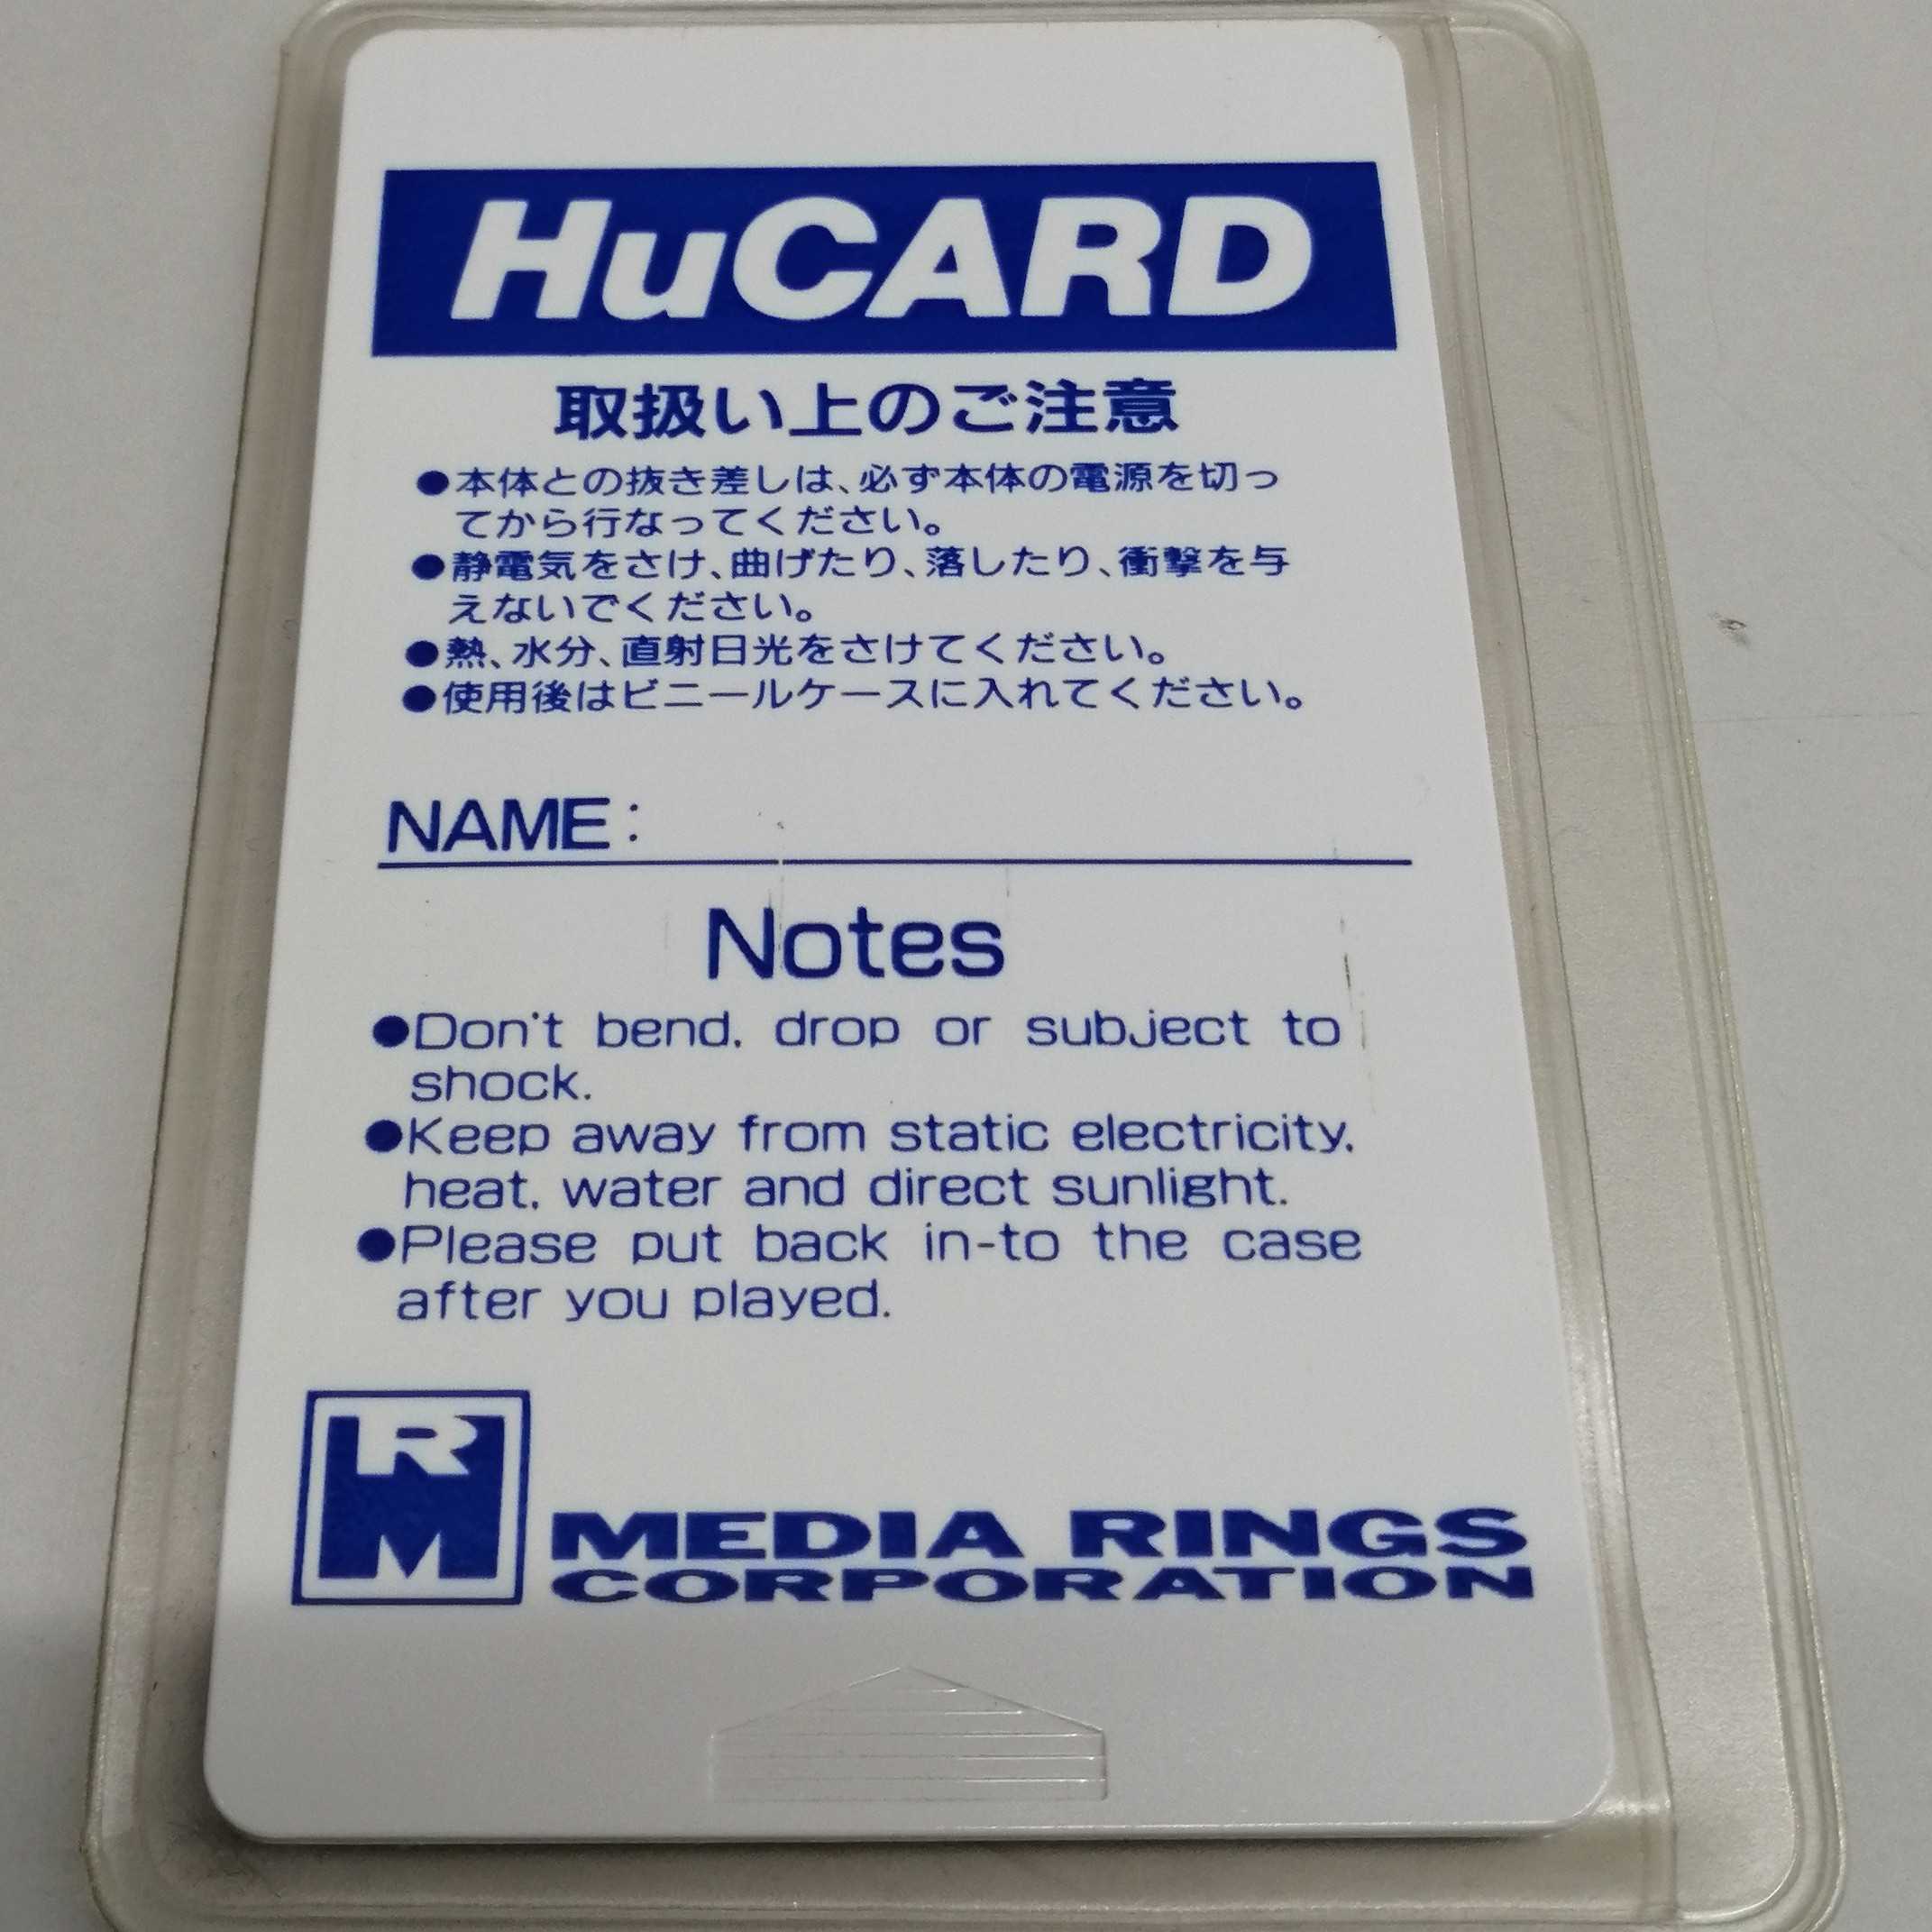 HuCARD
取扱い上のご注意
●本体との抜き差しは、必ず本体の電源を切っ
てから行なってください。
●静電気をさけ、曲げたり、落したり、衝撃を与
えないでください。
●熱、水分、直射日光をさけてください。
●使用後はビニールケースに入れてください。
NAME:
Notes
●Don't bend, drop or subject to
shock.
●Keep away from static electricity,
heat, water and direct sunlight.
●Please put back in-to the case
after you played.
RM
MEDIA RINGS
CORPORATION